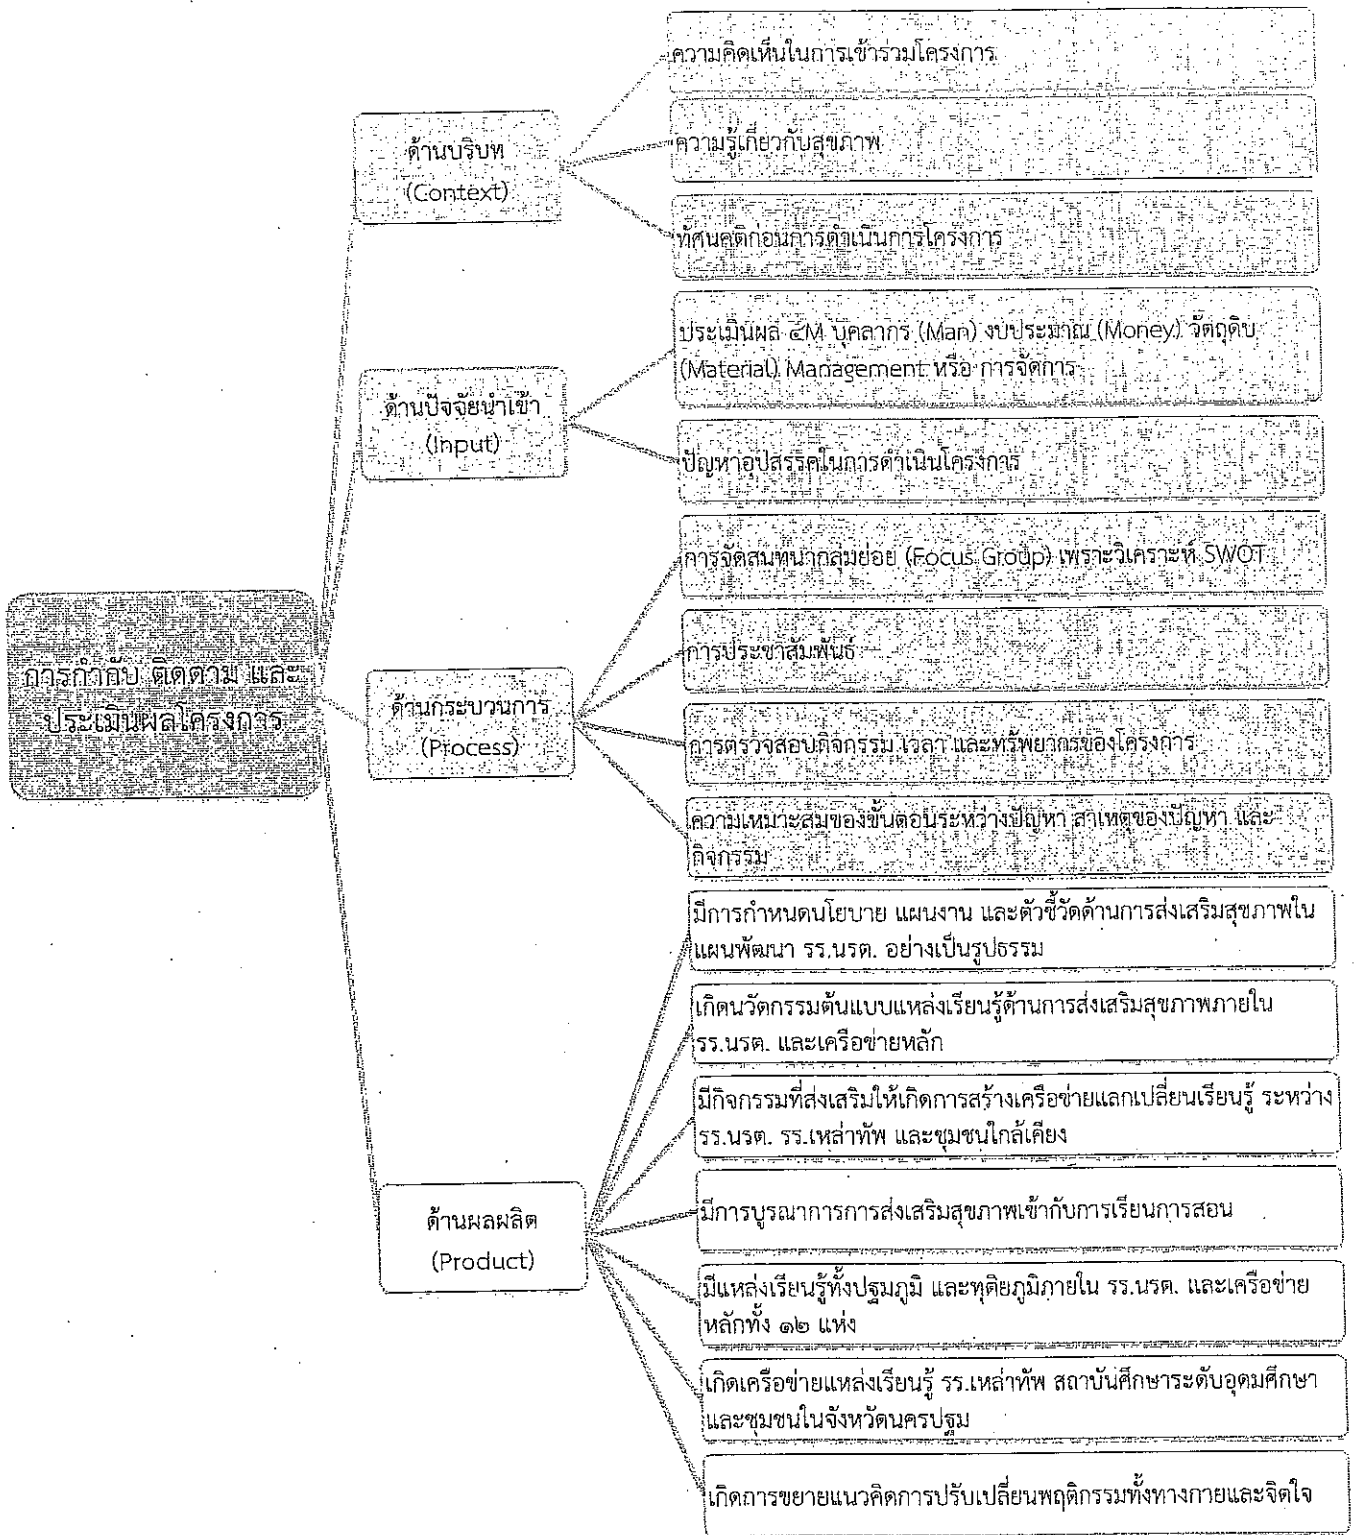 การกำกับ ติดตาม และ
ประเมินผลโครงการ
ด้านบริบท
(Context)
ความคิดเห็นในการเข้าร่วมโครงการ
ความรู้เกี่ยวกับสุขภาพ
ทัศนคติก่อนการดำเนินการโครงการ
ด้านปัจจัยนำเข้า
(Input)
ประเมินผล ๔M บุคลากร (Man) งบประมาณ (Money) วัตถุดิบ
(Material) Management หรือ การจัดการ
ปัญหาอุปสรรคในการดำเนินโครงการ
ด้านกระบวนการ
(Process)
การจัดสนทนากลุ่มย่อย (Focus Group) เพราะวิเคราะห์ SWOT
การประชาสัมพันธ์
การตรวจสอบกิจกรรม เวลา และทรัพยากรของโครงการ
ความเหมาะสมของขั้นตอนระหว่างปัญหา สาเหตุของปัญหา และ
กิจกรรม
ด้านผลผลิต
(Product)
มีการกำหนดนโยบาย แผนงาน และตัวชี้วัดด้านการส่งเสริมสุขภาพใน
แผนพัฒนา รร.นรต. อย่างเป็นรูปธรรม
เกิดนวัตกรรมต้นแบบแหล่งเรียนรู้ด้านการส่งเสริมสุขภาพภายใน
รร.นรต. และเครือข่ายหลัก
มีกิจกรรมที่ส่งเสริมให้เกิดการสร้างเครือข่ายแลกเปลี่ยนเรียนรู้ ระหว่าง
รร.นรต. รร.เหล่าทัพ และชุมชนใกล้เคียง
มีการบูรณาการการส่งเสริมสุขภาพเข้ากับการเรียนการสอน
มีแหล่งเรียนรู้ทั้งปฐมภูมิ และทุติยภูมิภายใน รร.นรต. และเครือข่าย
หลักทั้ง ๑๒ แห่ง
เกิดเครือข่ายแหล่งเรียนรู้ รร.เหล่าทัพ สถาบันศึกษาระดับอุดมศึกษา
และชุมชนในจังหวัดนครปฐม
เกิดการขยายแนวคิดการปรับเปลี่ยนพฤติกรรมทั้งทางกายและจิตใจ